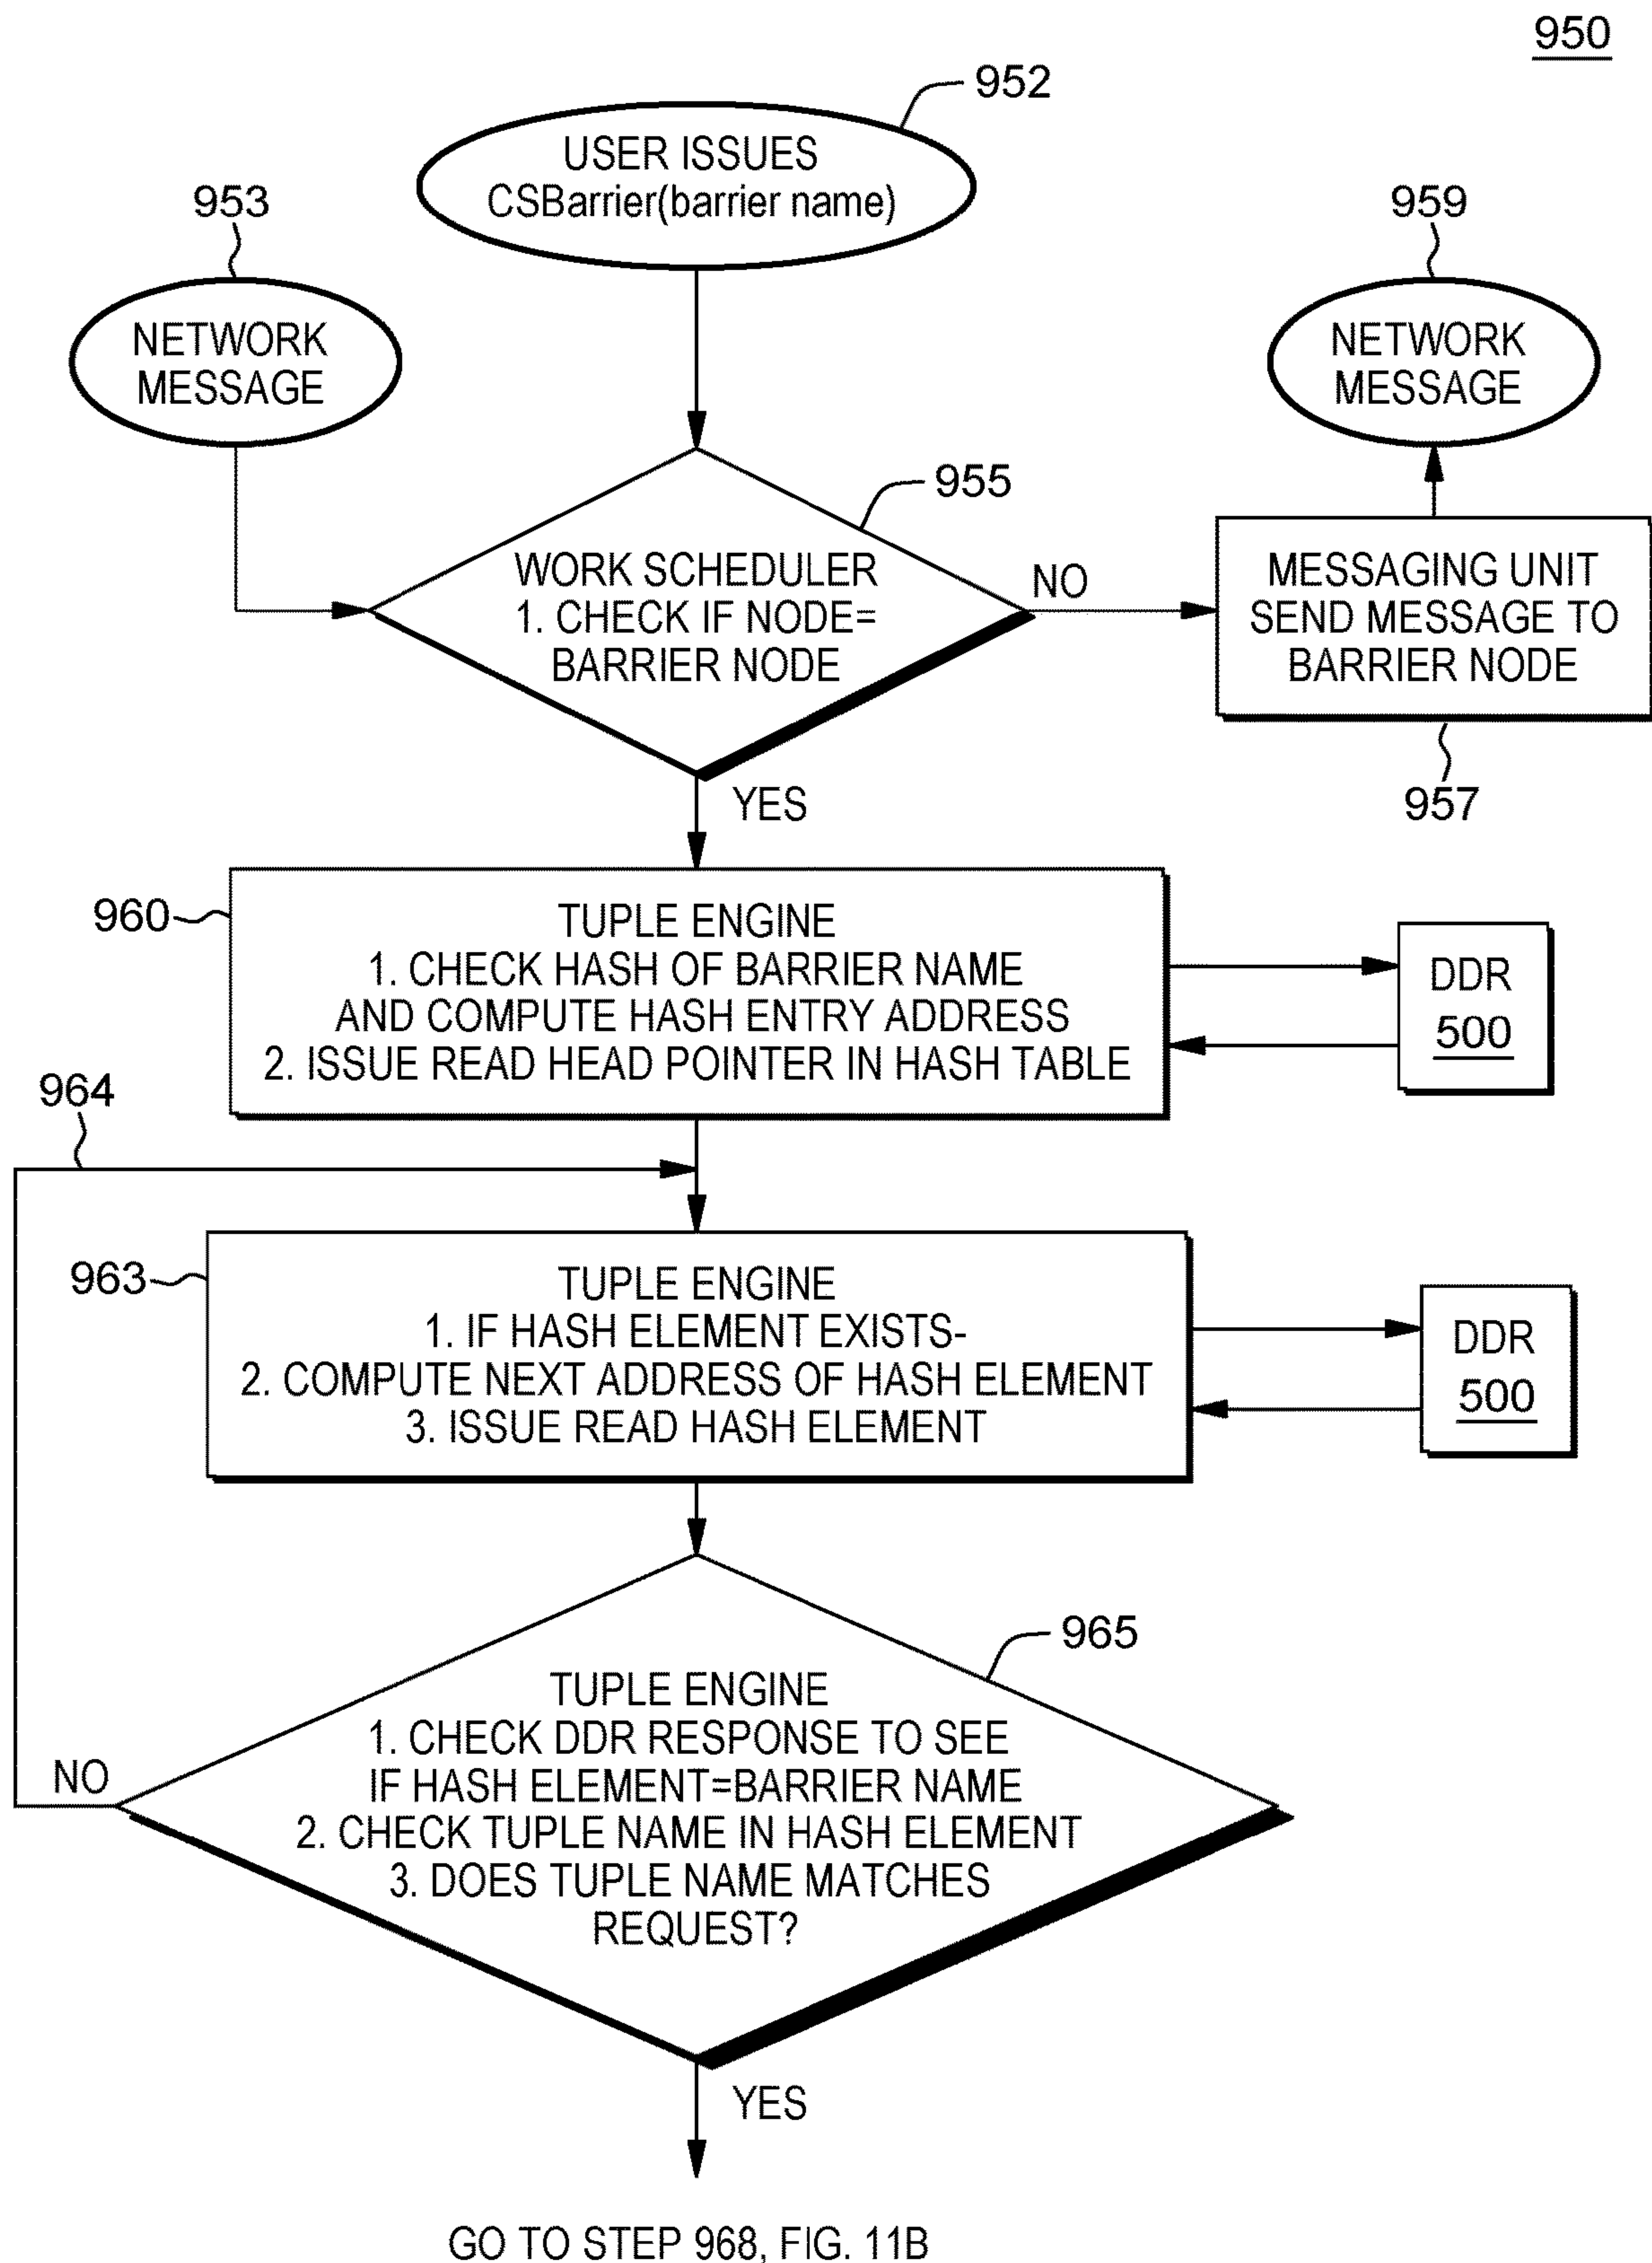 950
952
USER ISSUES
CSBarrier(barrier name)
953
959
NETWORK
MESSAGE
NETWORK
MESSAGE
955
WORK SCHEDULER
1. CHECK IF NODE=
BARRIER NODE
NO
MESSAGING UNIT
SEND MESSAGE TO
BARRIER NODE
957
YES
960
TUPLE ENGINE
1. CHECK HASH OF BARRIER NAME
AND COMPUTE HASH ENTRY ADDRESS
2. ISSUE READ HEAD POINTER IN HASH TABLE
DDR
500
964
963
TUPLE ENGINE
1. IF HASH ELEMENT EXISTS-
2. COMPUTE NEXT ADDRESS OF HASH ELEMENT
3. ISSUE READ HASH ELEMENT
DDR
500
965
TUPLE ENGINE
1. CHECK DDR RESPONSE TO SEE
IF HASH ELEMENT=BARRIER NAME
2. CHECK TUPLE NAME IN HASH ELEMENT
3. DOES TUPLE NAME MATCHES
REQUEST?
NO
YES
GO TO STEP 968, FIG. 11B